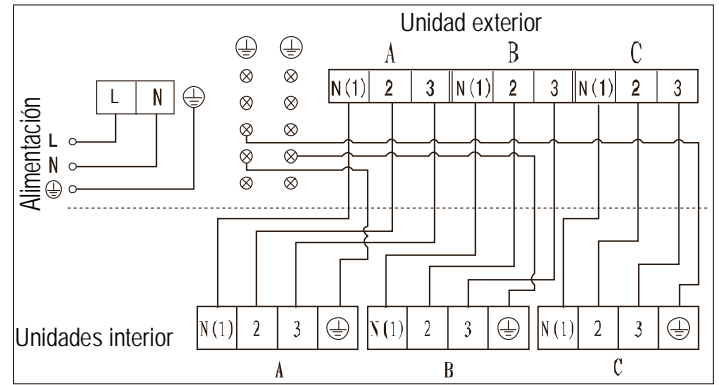 Unidad exterior
A B C
N(1) 2 3 N(1) 2 3 N(1) 2 3
L N
Alimentación
L
N
N(1) 2 3 N(1) 2 3 N(1) 2 3
Unidades interior
A B C